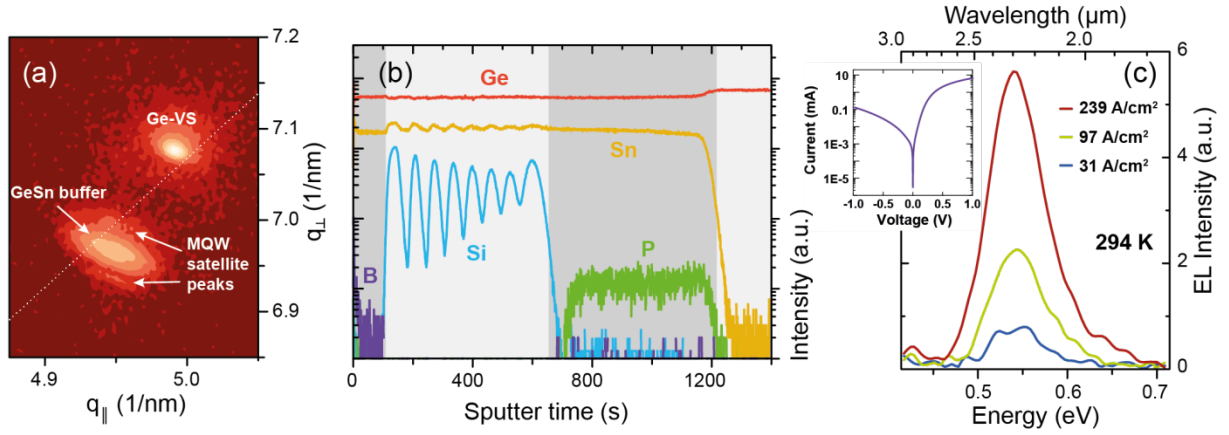 (a)
Ge-VS
GeSn buffer
MQW
satellite
peaks
7.2
7.1
7.0
6.9
q⊥ (1/nm)
4.9
5.0
q∥ (1/nm)
(b)
Ge
Sn
Si
B
P
0
400
800
1200
Sputter time (s)
Intensity (a.u.)
Wavelength (μm)
3.0
2.5
2.0
(c)
10
0.1
1E-3
1E-5
Current (mA)
-1.0
-0.5
0.0
0.5
1.0
Voltage (V)
239 A/cm²
97 A/cm²
31 A/cm²
294 K
6
4
2
0
EL Intensity (a.u.)
0.5
0.6
0.7
Energy (eV)